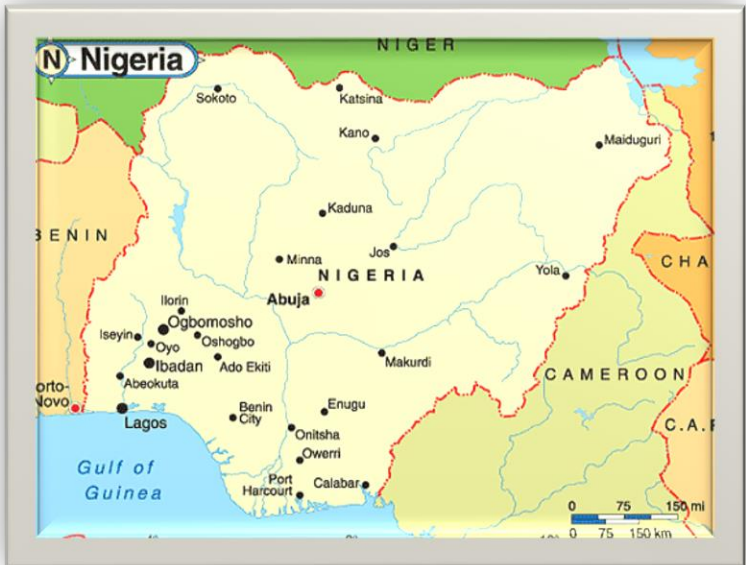 N Nigeria
NIGER
Sokoto
Katsina
Kano
Maiduguri
BENIN
Kaduna
Jos
CHA
Minna
NIGERIA
Yola
Abuja
Ilorin
Ogbomosho
Iseyin
Oshogbo
Oyo
Ibadan
Ado Ekiti
Makurdi
Abeokuta
CAMEROON
orto-
Novo
Lagos
Benin
City
Enugu
Onitsha
C.A.R
Owerri
Gulf of
Guinea
Port
Harcourt
Calabar
0 75 150 mi
0 75 150 km